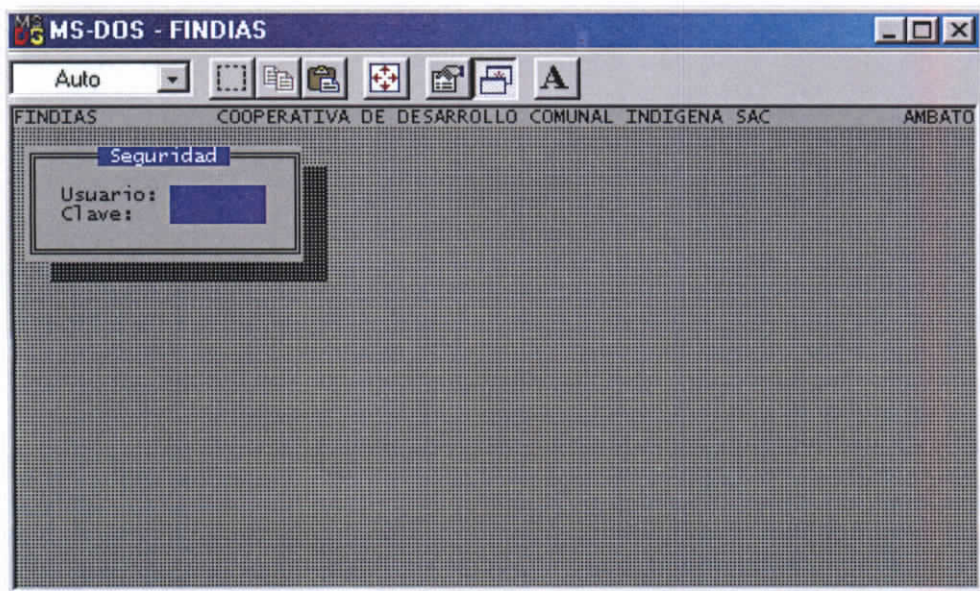 MS-DOS - FINDIAS
Auto
A
FINDIAS COOPERATIVA DE DESARROLLO COMUNAL INDIGENA SAC AMBATO
Seguridad
Usuario:
Clave: